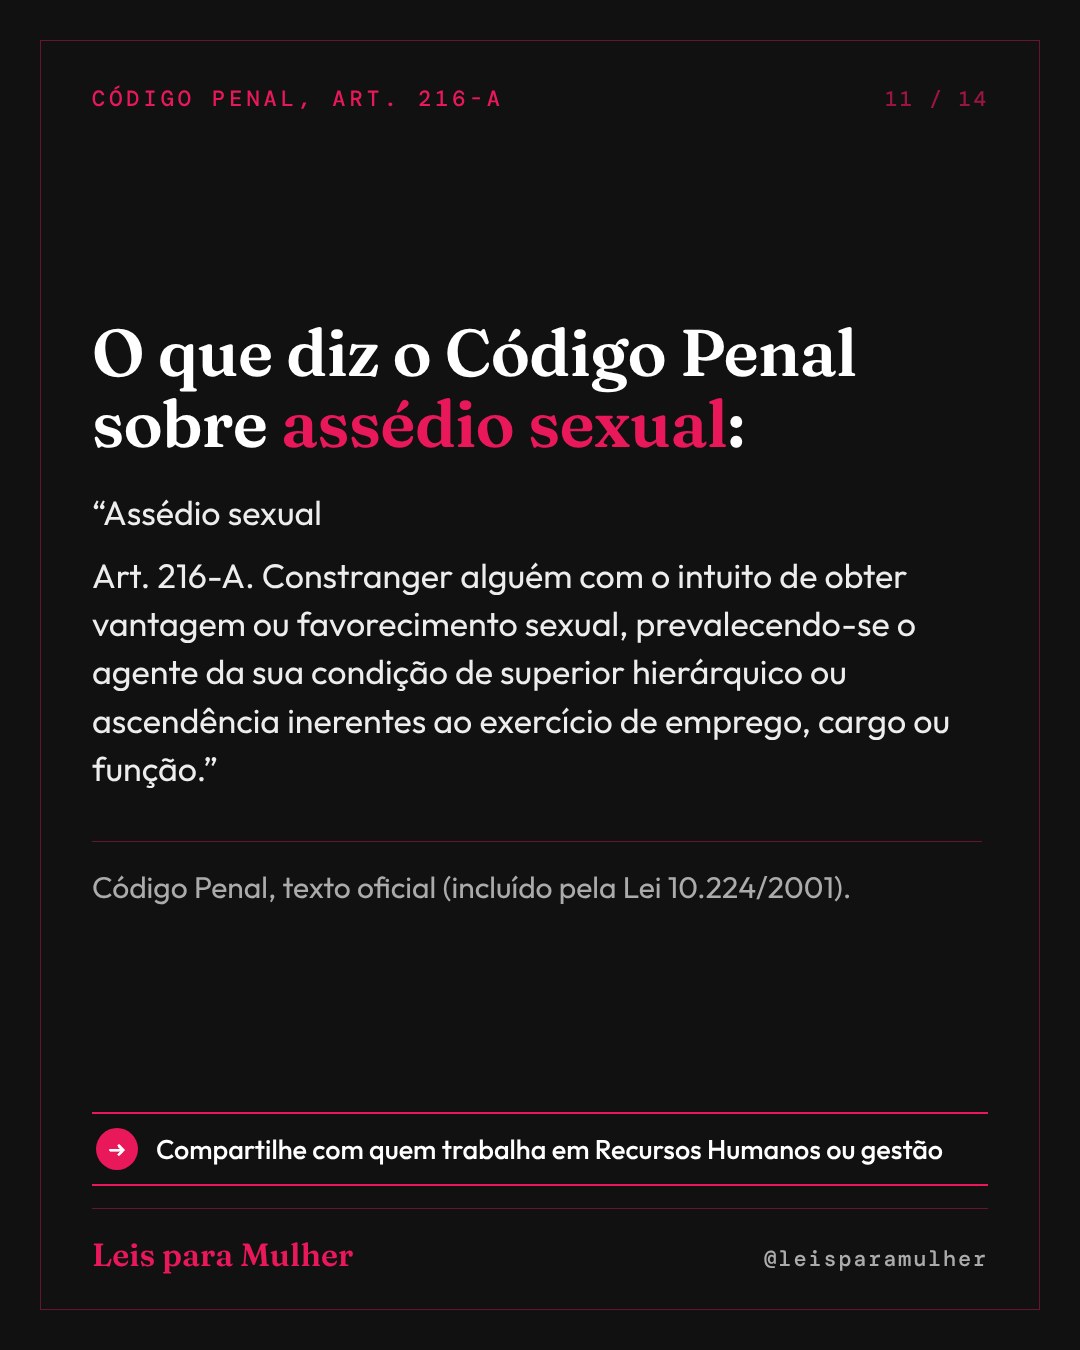 CÓDIGO PENAL, ART. 216-A
11 / 14
O que diz o Código Penal
sobre assédio sexual:
“Assédio sexual
Art. 216-A. Constranger alguém com o intuito de obter
vantagem ou favorecimento sexual, prevalecendo-se o
agente da sua condição de superior hierárquico ou
ascendência inerentes ao exercício de emprego, cargo ou
função.”
Código Penal, texto oficial (incluído pela Lei 10.224/2001).
Compartilhe com quem trabalha em Recursos Humanos ou gestão
Leis para Mulher
@leisparamulher